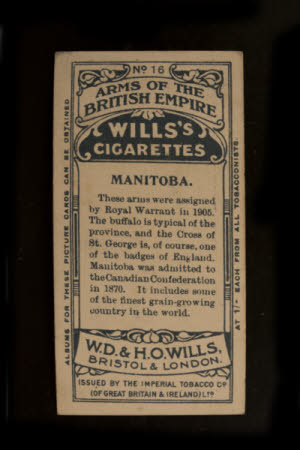 No 16
ARMS OF THE
BRITISH EMPIRE
WILLS'S
CIGARETTES
MANITOBA.
These arms were assigned
by Royal Warrant in 1905.
The buffalo is typical of the
province, and the Cross of
St. George is, of course, one
of the badges of England.
Manitoba was admitted to
the Canadian Confederation
in 1870. It includes some
of the finest grain-growing
country in the world.
W.D. & H.O. WILLS,
BRISTOL & LONDON.
ISSUED BY THE IMPERIAL TOBACCO Co
(OF GREAT BRITAIN & IRELAND) LTD
ALBUMS FOR THESE PICTURE CARDS CAN BE OBTAINED
AT 1/- EACH FROM ALL TOBACCONISTS.